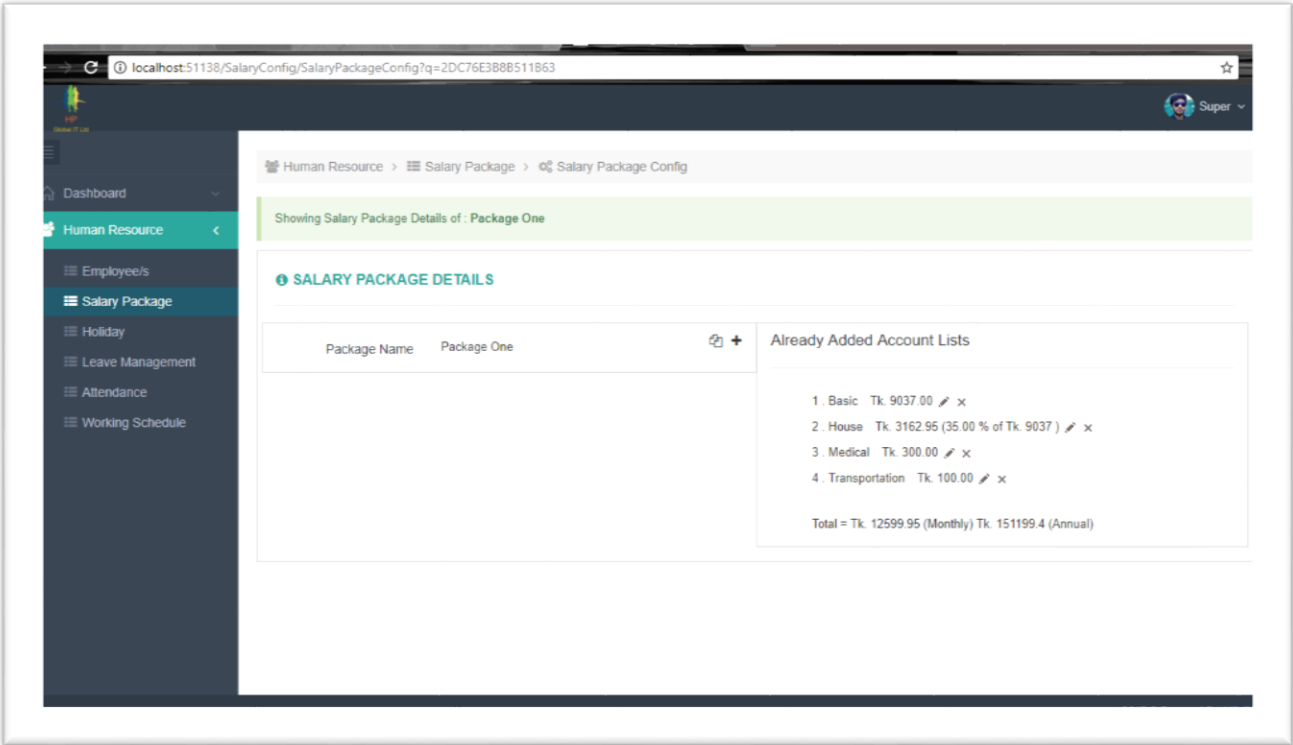 localhost:51138/SalaryConfig/SalaryPackageConfig?q=2DC76E3B8B511B63
HP
Global IT Ltd
Super
Human Resource > Salary Package > Salary Package Config
Dashboard
Showing Salary Package Details of : Package One
Human Resource
Employee/s
Salary Package
Holiday
Leave Management
Attendance
Working Schedule
SALARY PACKAGE DETAILS
Package Name Package One
Already Added Account Lists
1 . Basic Tk. 9037.00
2 . House Tk. 3162.95 (35.00 % of Tk. 9037 )
3 . Medical Tk. 300.00
4 . Transportation Tk. 100.00
Total = Tk. 12599.95 (Monthly) Tk. 151199.4 (Annual)